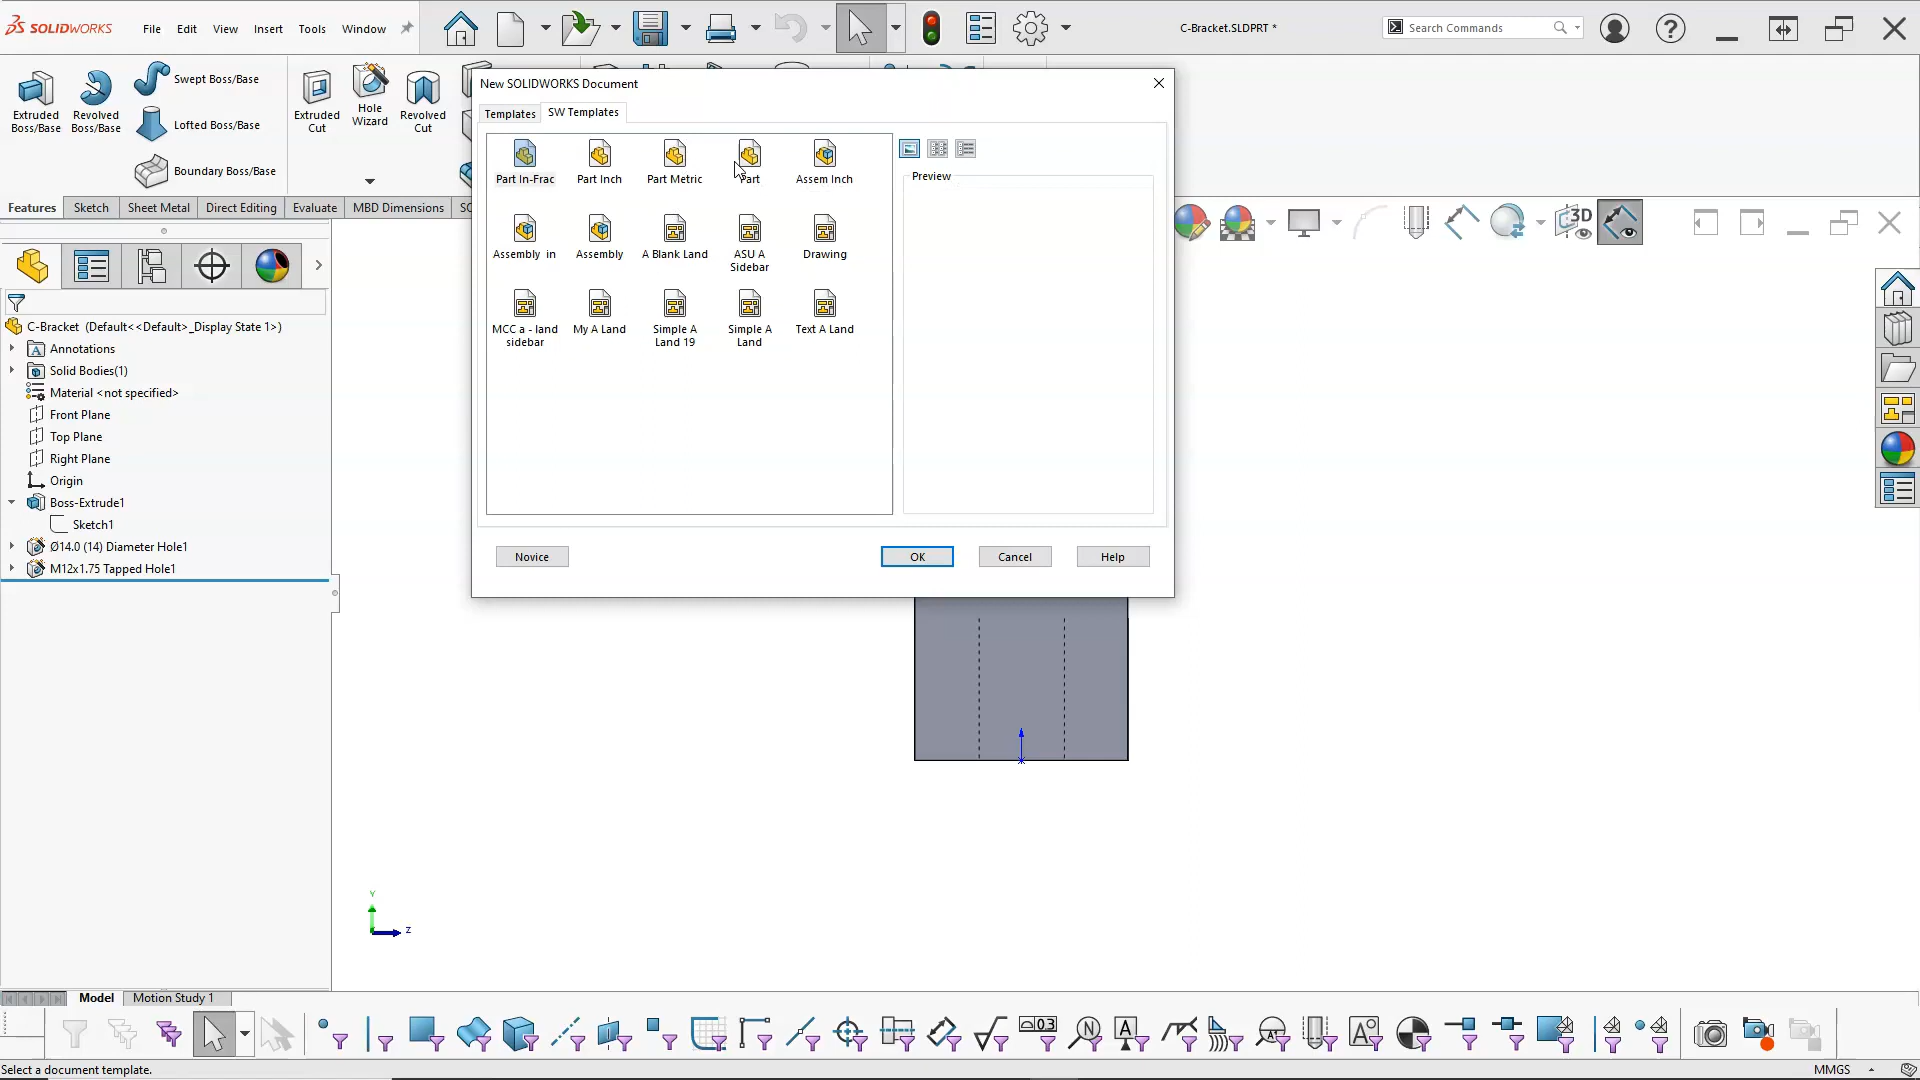 SOLIDWORKS
File
Edit
View
Insert
Tools
Window
C-Bracket.SLDPRT *
Search Commands
Extruded
Boss/Base
Revolved
Boss/Base
Swept Boss/Base
Lofted Boss/Base
Boundary Boss/Base
Extruded
Cut
Hole
Wizard
Revolved
Cut
Features
Sketch
Sheet Metal
Direct Editing
Evaluate
MBD Dimensions
New SOLIDWORKS Document
Templates
SW Templates
Part In-Frac
Part Inch
Part Metric
Part
Assem Inch
Assembly in
Assembly
A Blank Land
ASU A
Sidebar
Drawing
MCC a - land
sidebar
My A Land
Simple A
Land 19
Simple A
Land
Text A Land
Preview
Novice
OK
Cancel
Help
3D
C-Bracket (Default<<Default>_Display State 1>)
Annotations
Solid Bodies(1)
Material <not specified>
Front Plane
Top Plane
Right Plane
Origin
Boss-Extrude1
Sketch1
Ø14.0 (14) Diameter Hole1
M12x1.75 Tapped Hole1
Y
Z
Model
Motion Study 1
0.3
N
A
A
A
Select a document template.
MMGS